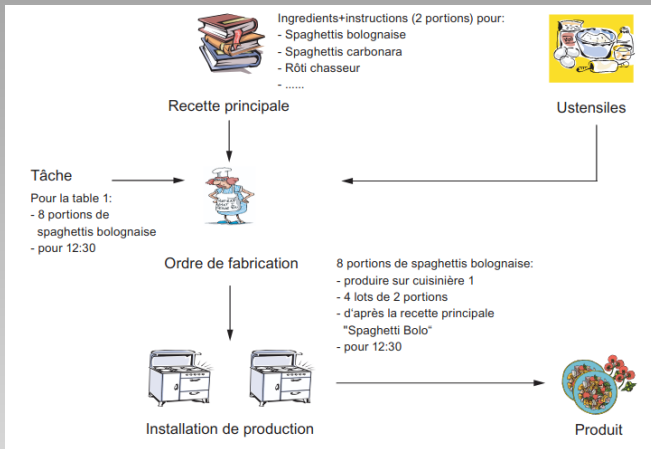 Ingredients+instructions (2 portions) pour:
- Spaghettis bolognaise
- Spaghettis carbonara
- Rôti chasseur
- ......
Recette principale
Ustensiles
Tâche
Pour la table 1:
- 8 portions de
spaghettis bolognaise
- pour 12:30
Ordre de fabrication
8 portions de spaghettis bolognaise:
- produire sur cuisinière 1
- 4 lots de 2 portions
- d'après la recette principale
"Spaghetti Bolo"
- pour 12:30
Installation de production
Produit